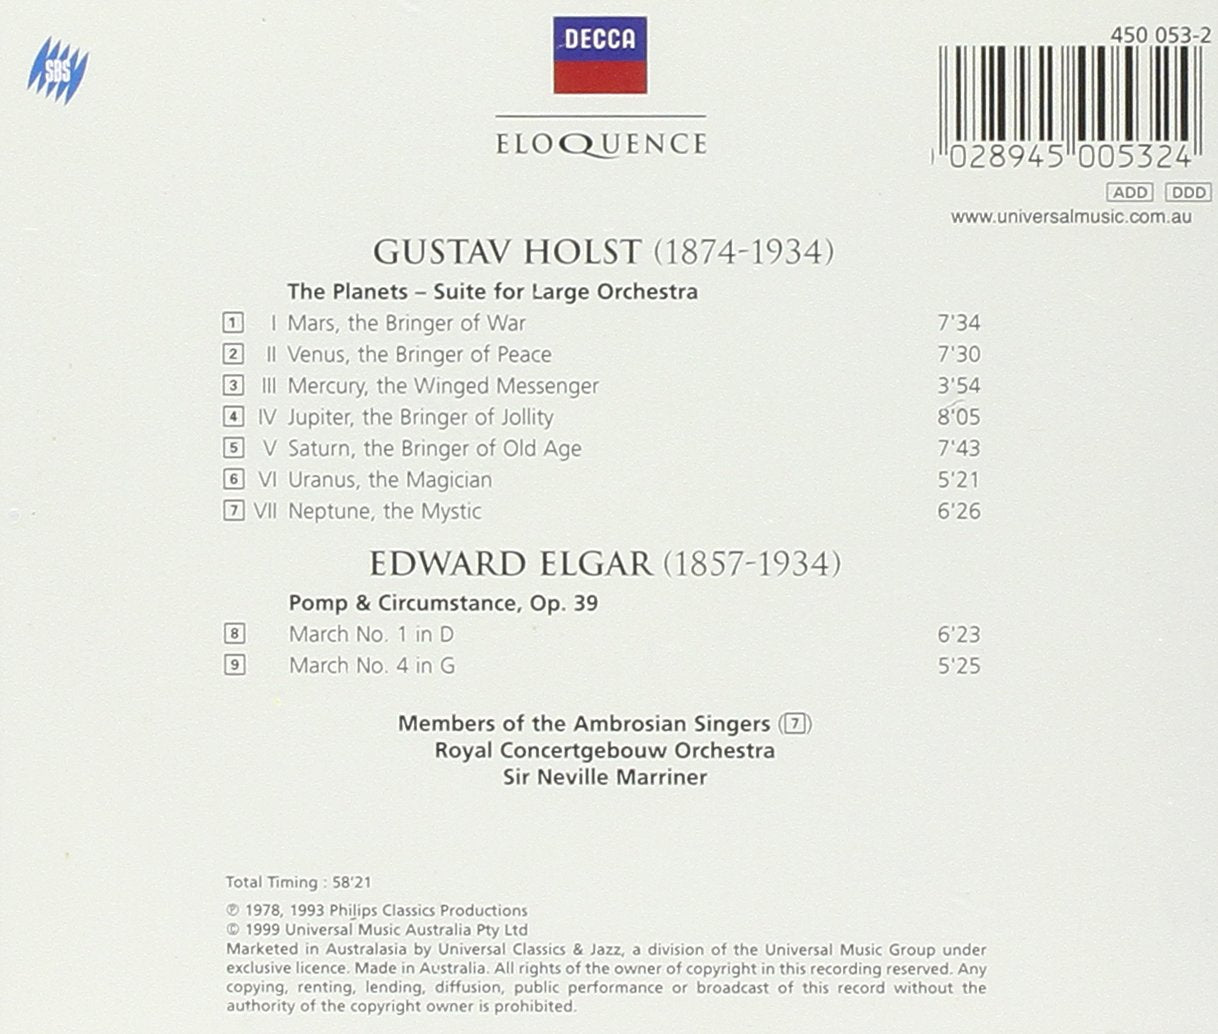 SBS
DECCA
ELOQUENCE
450 053-2
028945 005324
ADD DDD
www.universalmusic.com.au
GUSTAV HOLST (1874-1934)
The Planets – Suite for Large Orchestra
1 I Mars, the Bringer of War 7'34
2 II Venus, the Bringer of Peace 7'30
3 III Mercury, the Winged Messenger 3'54
4 IV Jupiter, the Bringer of Jollity 8'05
5 V Saturn, the Bringer of Old Age 7'43
6 VI Uranus, the Magician 5'21
7 VII Neptune, the Mystic 6'26
EDWARD ELGAR (1857-1934)
Pomp & Circumstance, Op. 39
8 March No. 1 in D 6'23
9 March No. 4 in G 5'25
Members of the Ambrosian Singers (7)
Royal Concertgebouw Orchestra
Sir Neville Marriner
Total Timing : 58'21
℗ 1978, 1993 Philips Classics Productions
© 1999 Universal Music Australia Pty Ltd
Marketed in Australasia by Universal Classics & Jazz, a division of the Universal Music Group under
exclusive licence. Made in Australia. All rights of the owner of copyright in this recording reserved. Any
copying, renting, lending, diffusion, public performance or broadcast of this record without the
authority of the copyright owner is prohibited.